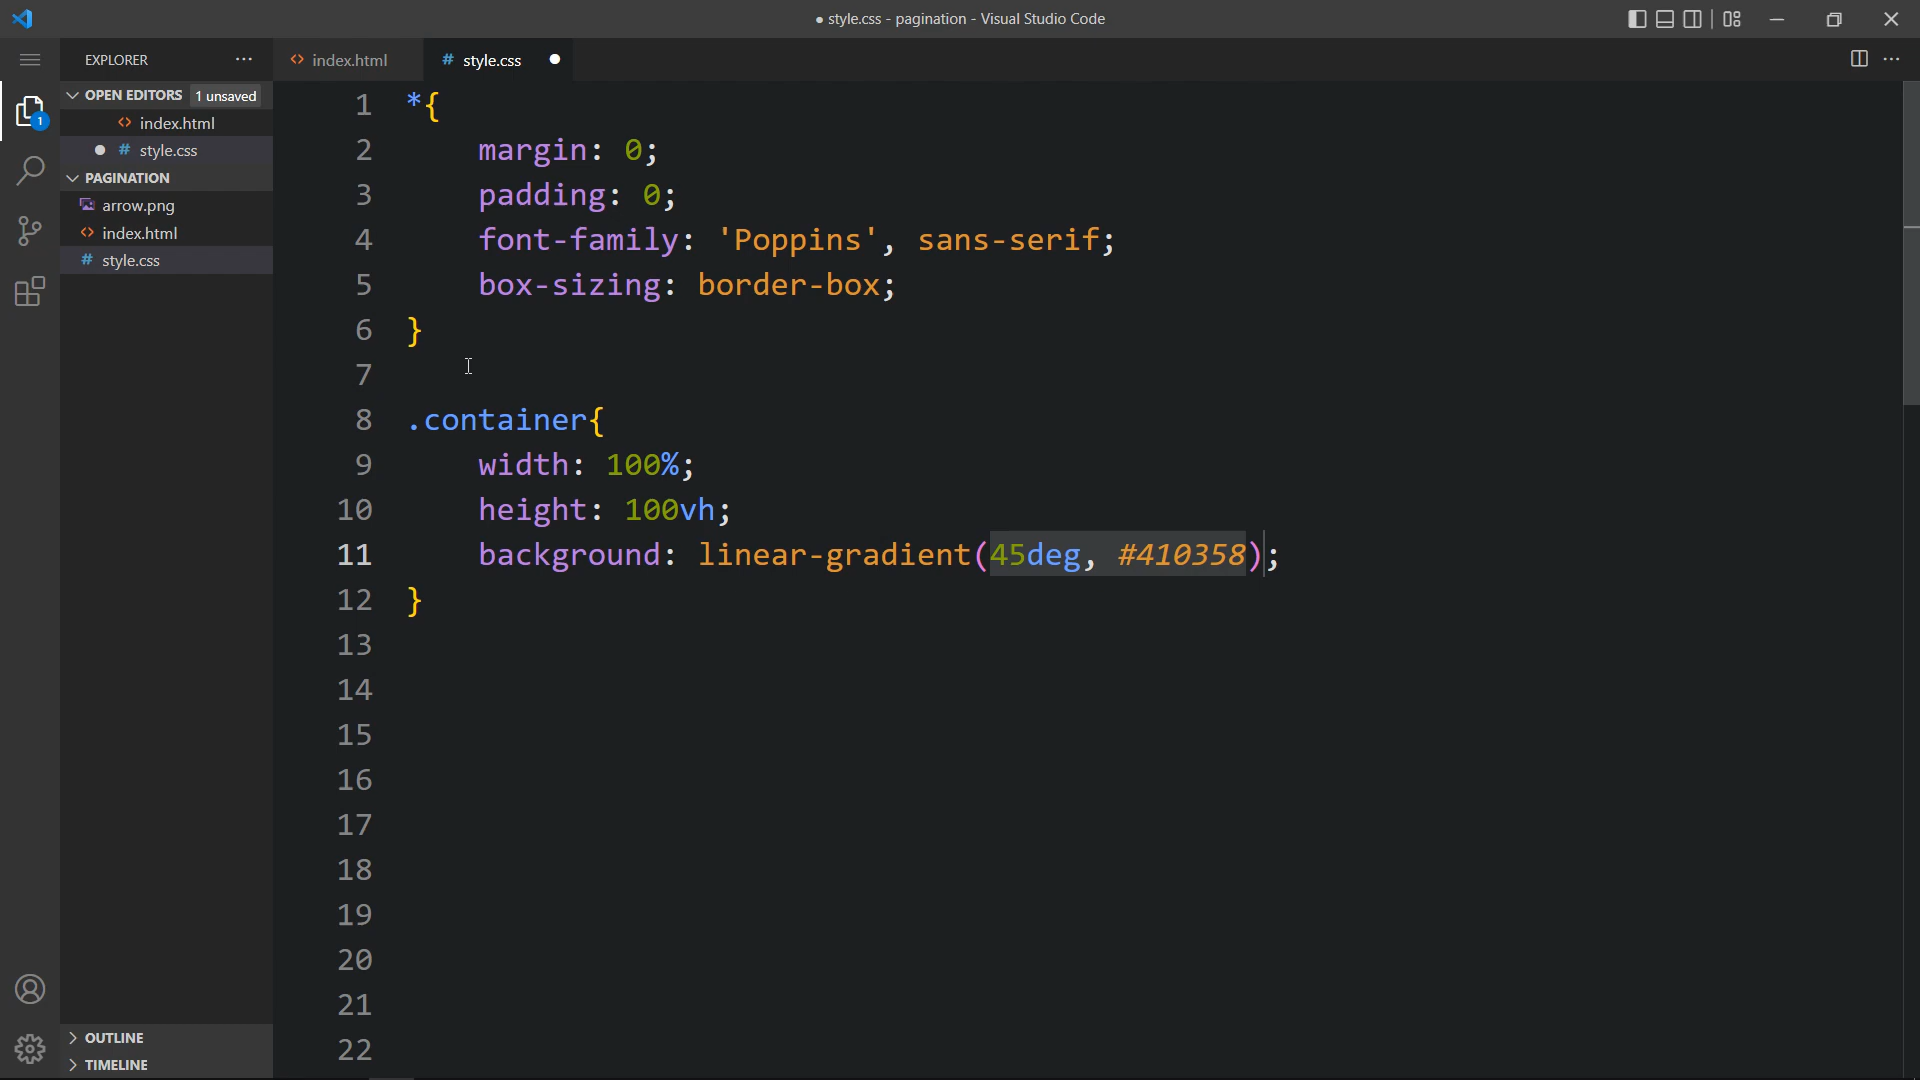 ● style.css - pagination - Visual Studio Code
EXPLORER ···
index.html
# style.css ●
OPEN EDITORS 1 unsaved
index.html
● # style.css
PAGINATION
arrow.png
index.html
# style.css
OUTLINE
TIMELINE
1
1 *{
2 margin: 0;
3 padding: 0;
4 font-family: 'Poppins', sans-serif;
5 box-sizing: border-box;
6 }
7
8 .container{
9 width: 100%;
10 height: 100vh;
11 background: linear-gradient(45deg, #410358);
12 }
13
14
15
16
17
18
19
20
21
22